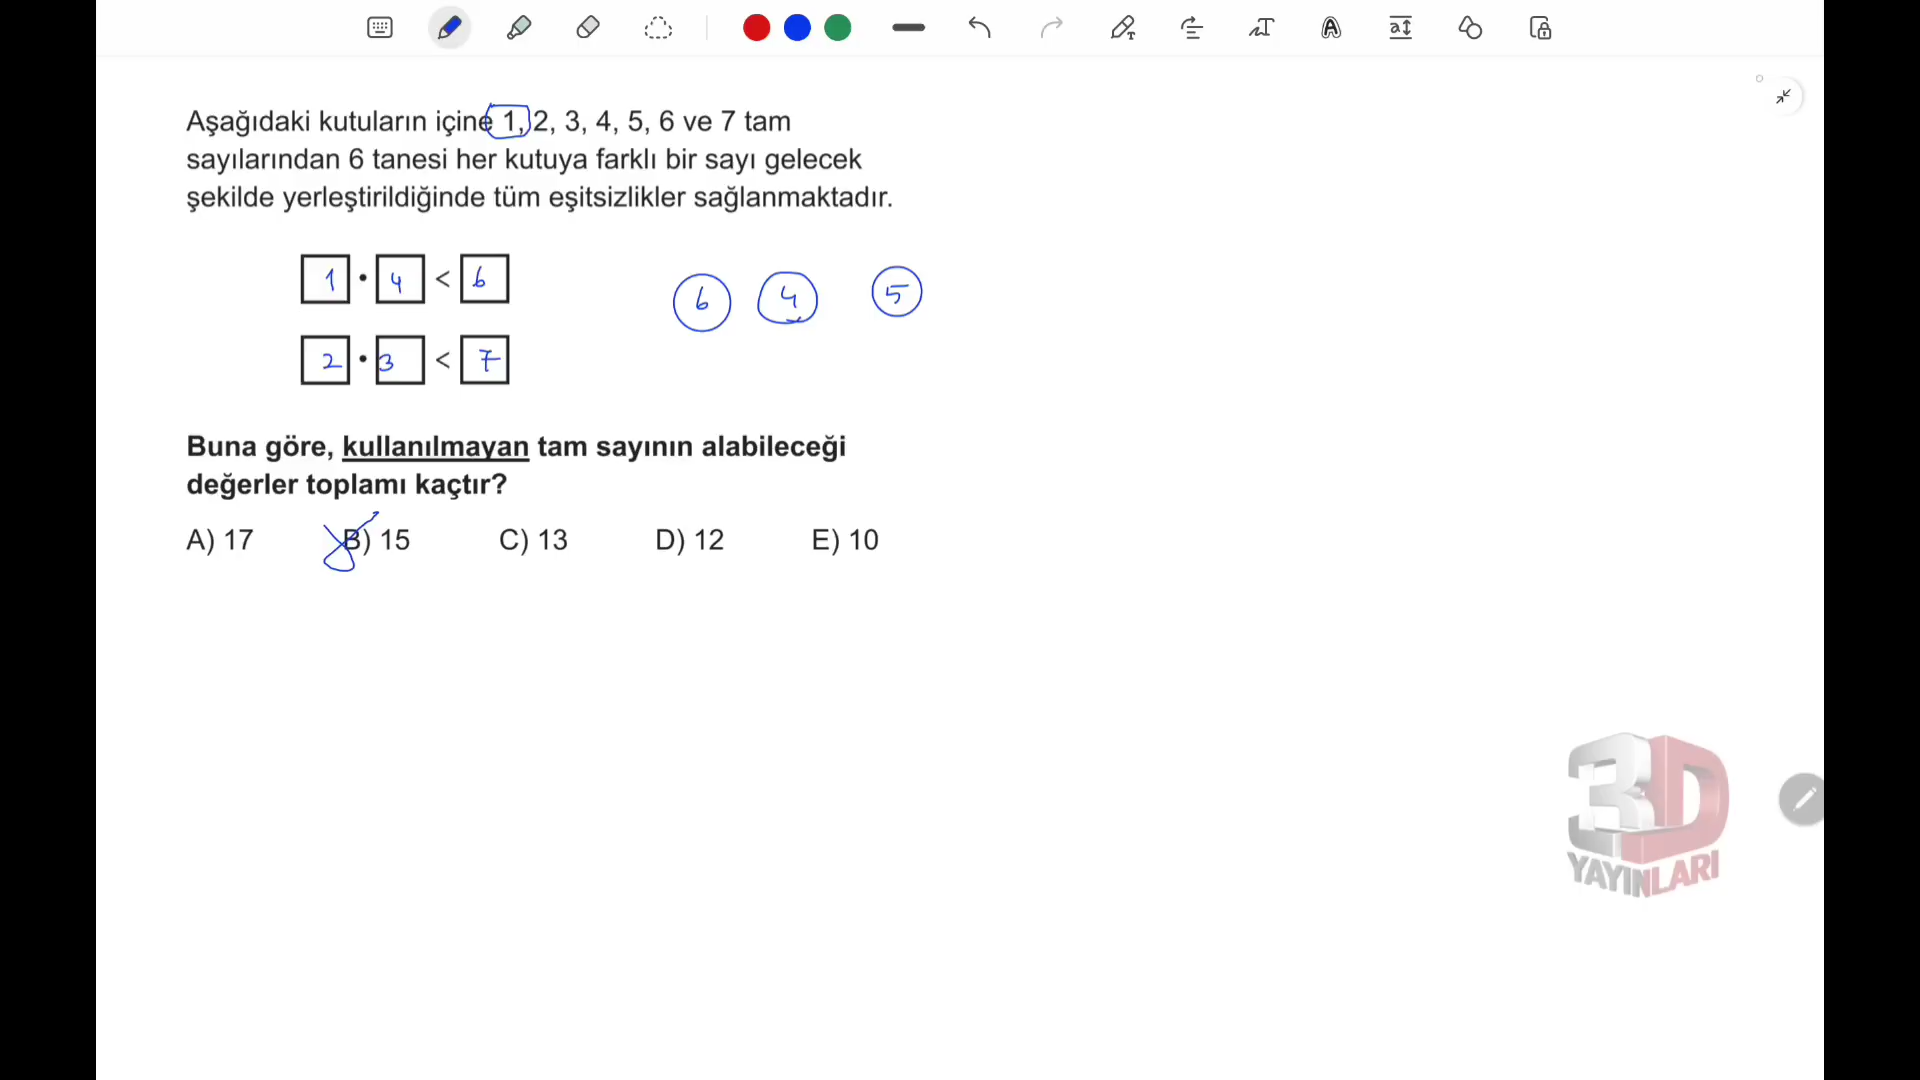 Aşağıdaki kutuların içine 1, 2, 3, 4, 5, 6 ve 7 tam
sayılarından 6 tanesi her kutuya farklı bir sayı gelecek
şekilde yerleştirildiğinde tüm eşitsizlikler sağlanmaktadır.
1 • 4 < 6
6 4 5
2 • 3 < 7
Buna göre, kullanılmayan tam sayının alabileceği
değerler toplamı kaçtır?
A) 17 B) 15 C) 13 D) 12 E) 10
3D
YAYINLARI